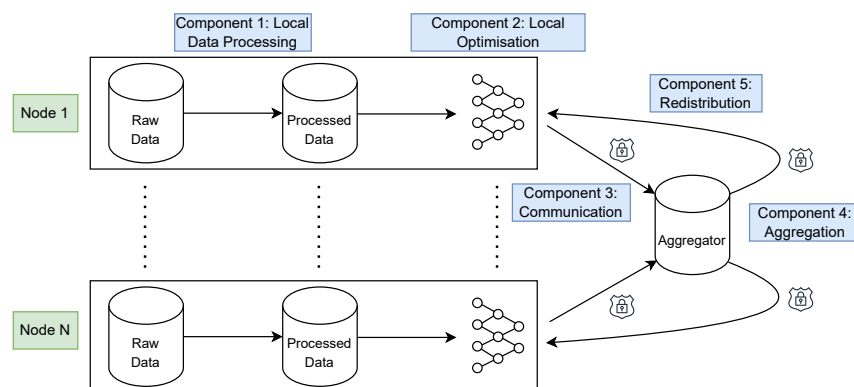 Component 1: Local
Data Processing
Component 2: Local
Optimisation
Component 5:
Redistribution
Node 1
Raw
Data
Processed
Data
Component 3:
Communication
Component 4:
Aggregation
Aggregator
Node N
Raw
Data
Processed
Data